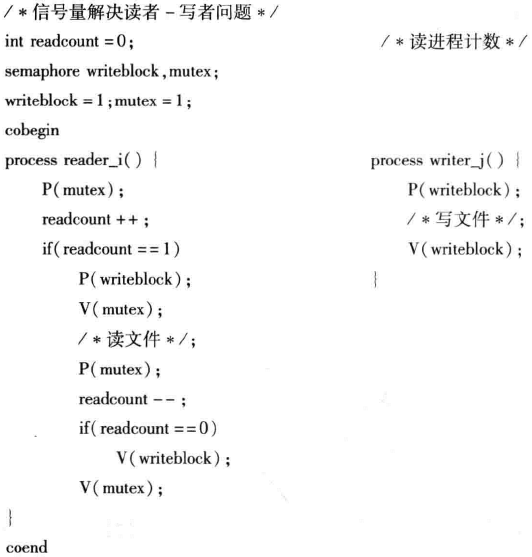 /*信号量解决读者-写者问题*/
int readcount=0; /*读进程计数*/
semaphore writeblock,mutex;
writeblock=1;mutex=1;
cobegin
process reader_i() { process writer_j() {
P(mutex); P(writeblock);
readcount++; /*写文件*/;
if(readcount==1) V(writeblock);
P(writeblock); }
V(mutex);
/*读文件*/;
P(mutex);
readcount--;
if(readcount==0)
V(writeblock);
V(mutex);
}
coend